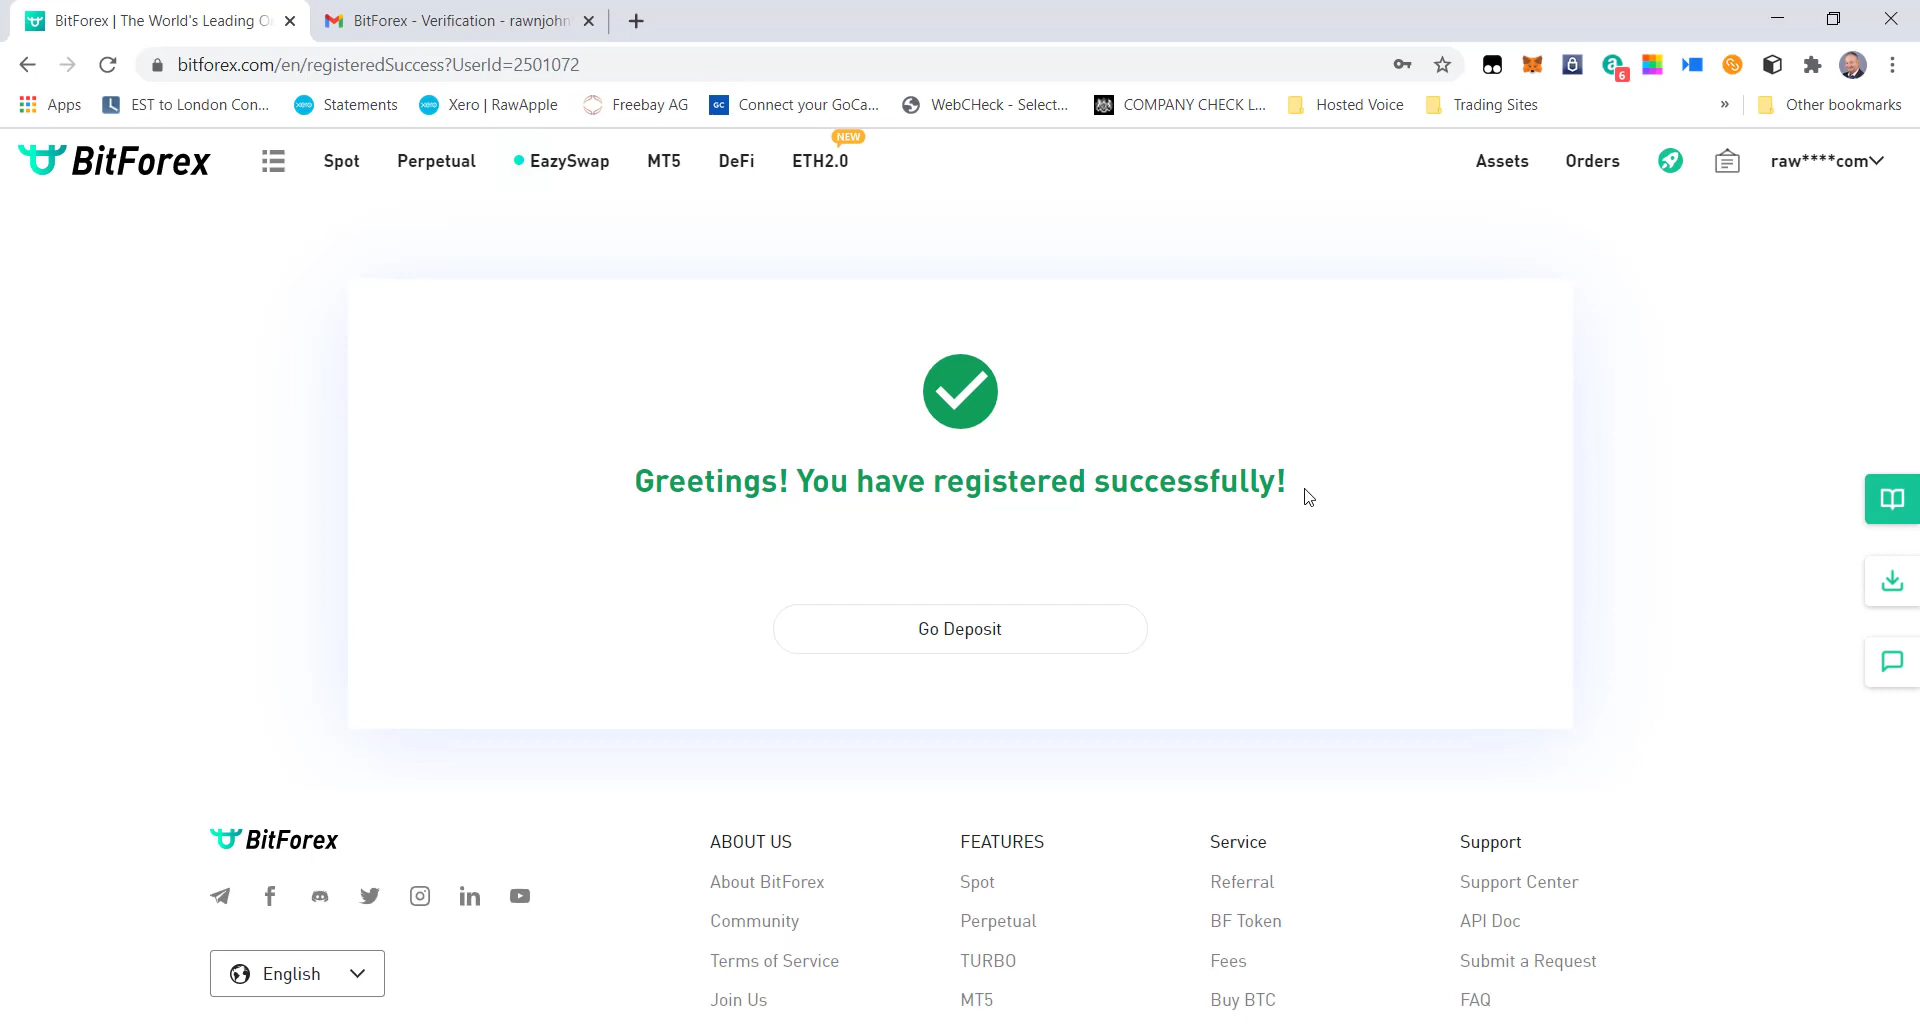 BitForex | The World's Leading O
BitForex - Verification - rawnjohn
bitforex.com/en/registeredSuccess?UserId=2501072
6
Apps
EST to London Con...
xero Statements
xero Xero | RawApple
Freebay AG
GC Connect your GoCa...
WebCHeck - Select...
COMPANY CHECK L...
Hosted Voice
Trading Sites
»
Other bookmarks
BitForex
Spot
Perpetual
EazySwap
MT5
DeFi
NEW
ETH2.0
Assets
Orders
raw****com
Greetings! You have registered successfully!
Go Deposit
BitForex
English
ABOUT US
About BitForex
Community
Terms of Service
Join Us
FEATURES
Spot
Perpetual
TURBO
MT5
Service
Referral
BF Token
Fees
Buy BTC
Support
Support Center
API Doc
Submit a Request
FAQ